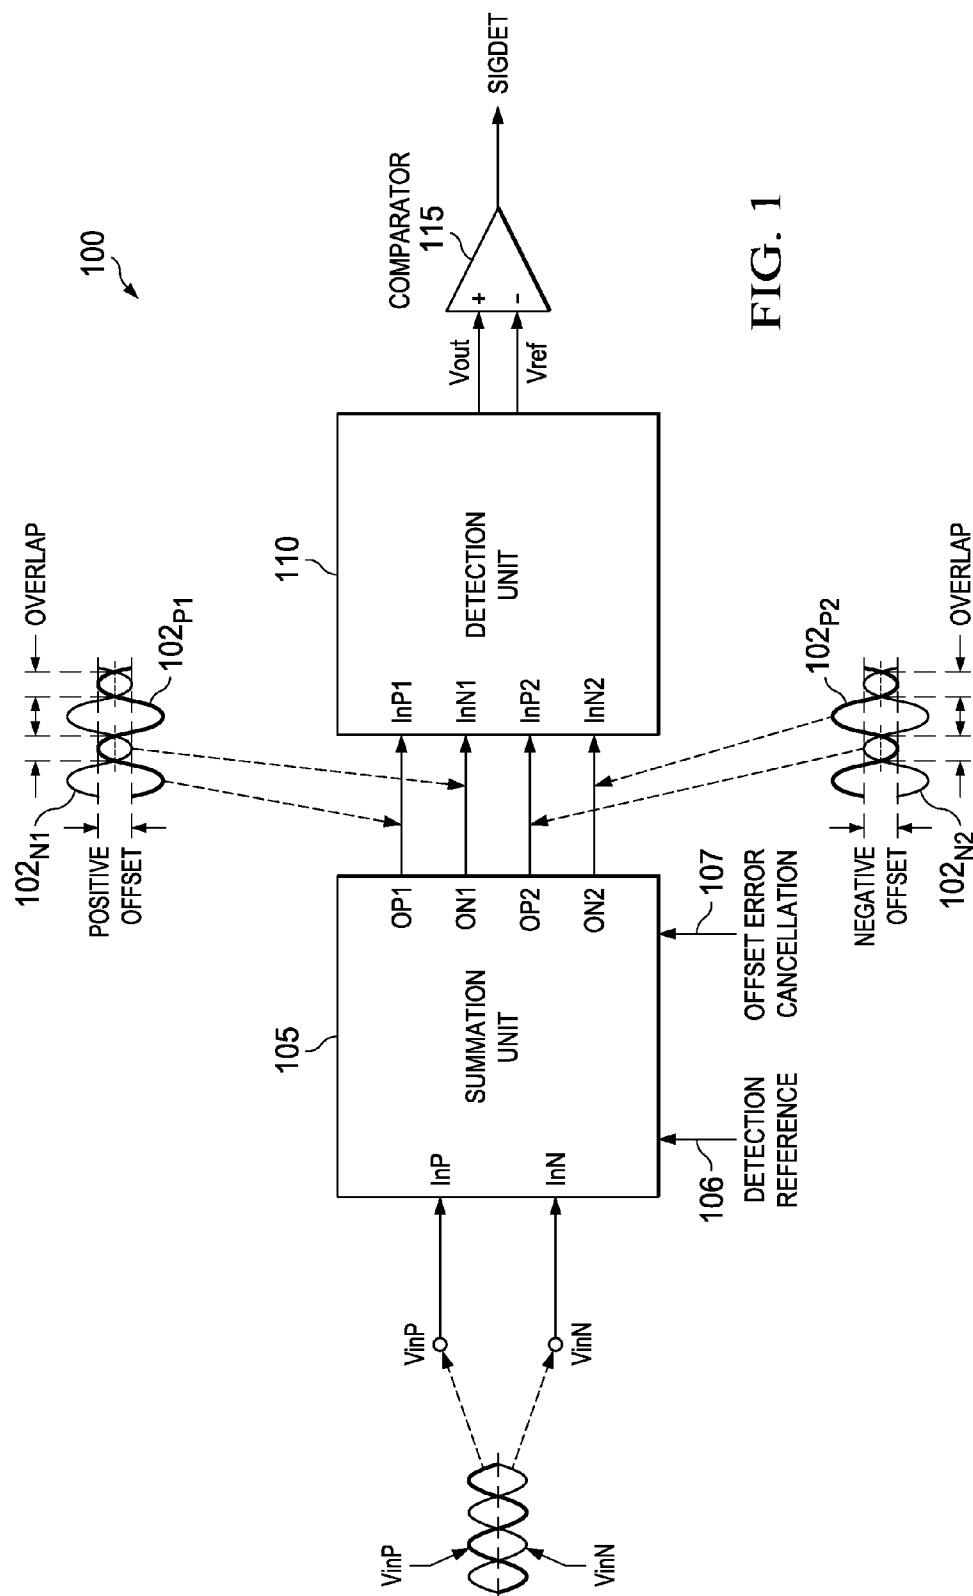 100
102N1
POSITIVE
OFFSET
OVERLAP
102P1
VinP
VinN
VinP
VinN
105
InP
InN
SUMMATION
UNIT
OP1
ON1
OP2
ON2
106
DETECTION
REFERENCE
107
OFFSET ERROR
CANCELLATION
110
InP1
InN1
InP2
InN2
DETECTION
UNIT
Vout
Vref
COMPARATOR
115
+
-
SIGDET
NEGATIVE
OFFSET
102N2
102P2
OVERLAP
FIG. 1